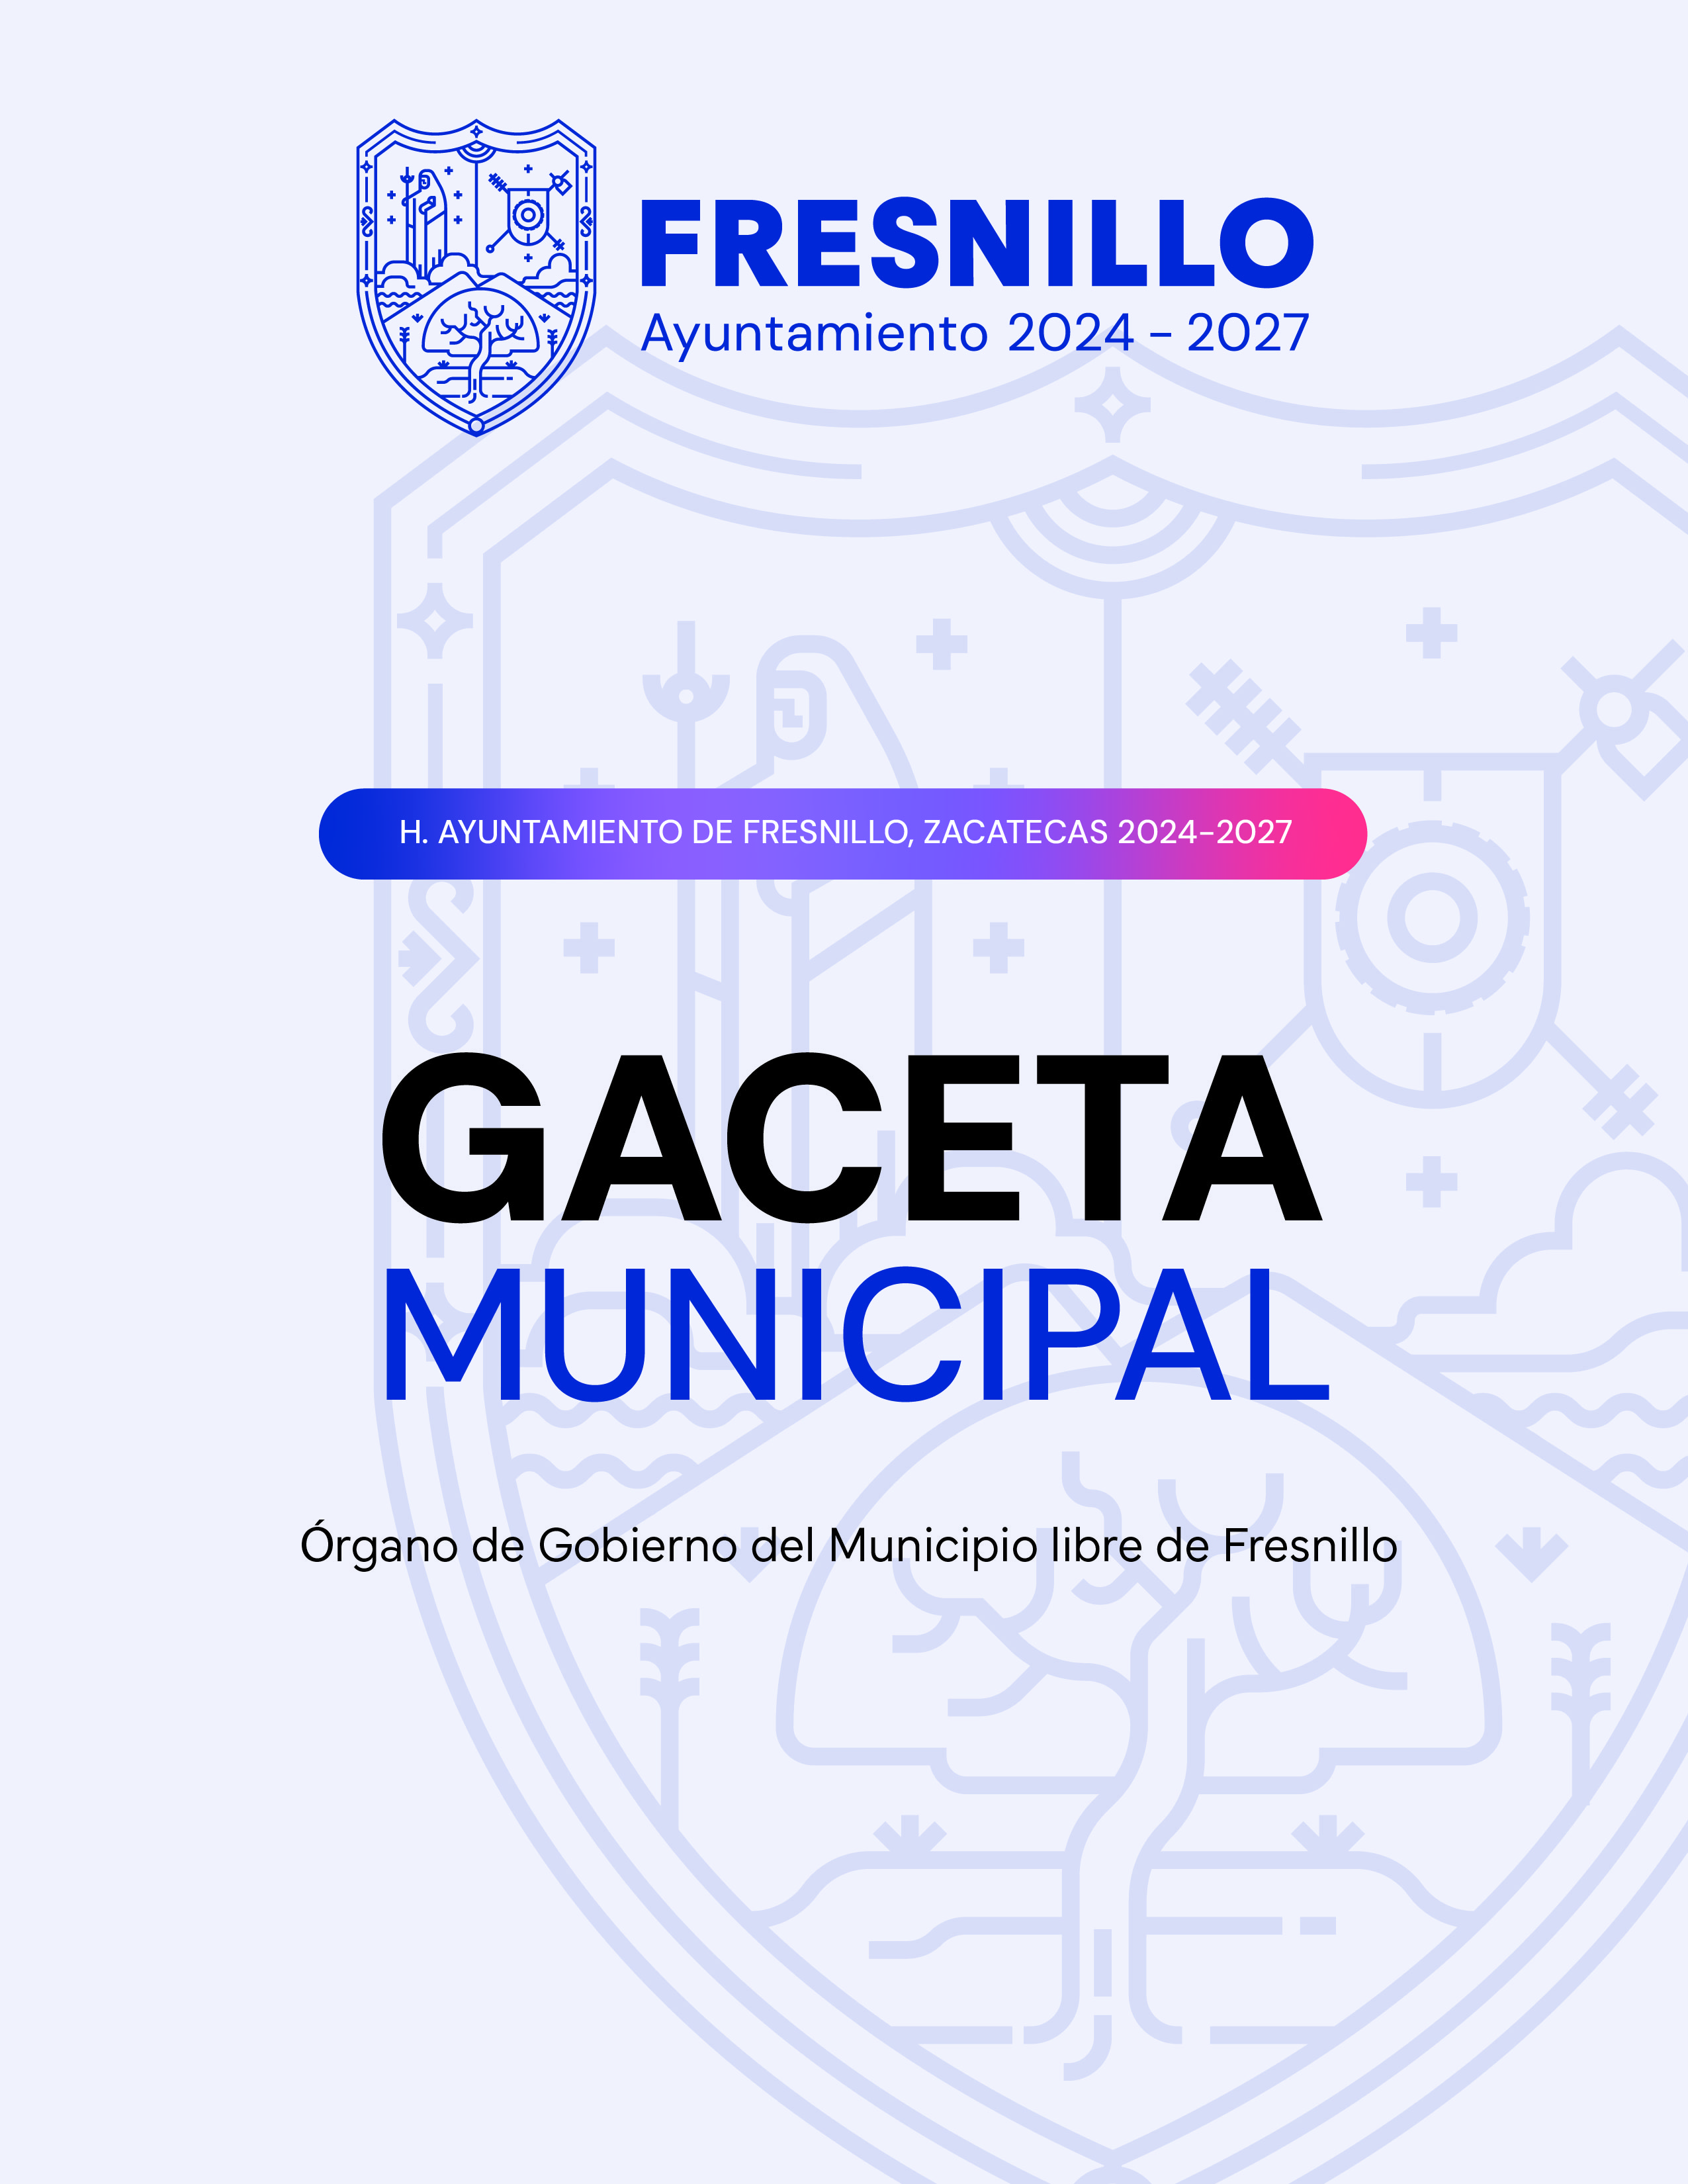 FRESNILLO
Ayuntamiento 2024 - 2027
H. AYUNTAMIENTO DE FRESNILLO, ZACATECAS 2024-2027
GACETA
MUNICIPAL
Órgano de Gobierno del Municipio libre de Fresnillo